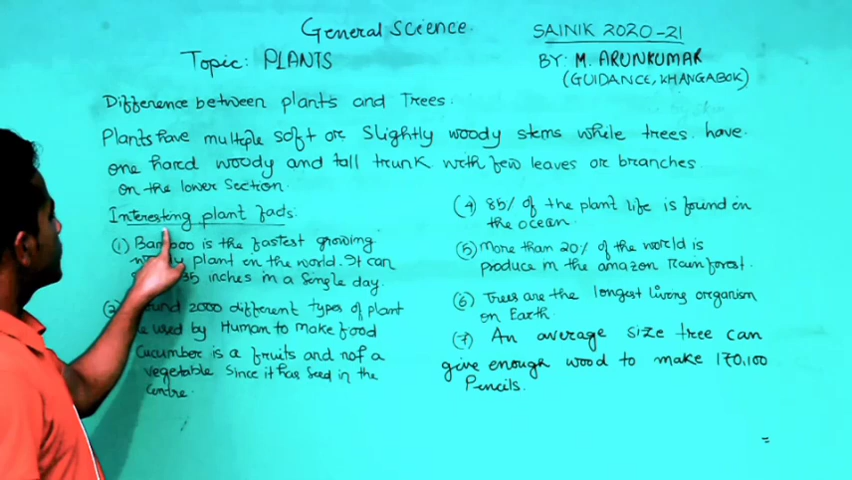 General Science.
SAINIK 2020-21
Topic: PLANTS
BY: M. ARUNKUMAR
(GUIDANCE, KHANGABOK)
Difference between plants and Trees.
Plants have multiple soft or slightly woody stems while trees have
one hard woody and tall trunk with few leaves or branches
on the lower section.
Interesting plant facts:
(1) Bamboo is the fastest growing
plant in the world. It can
35 inches in a single day.
2000 different types of plant
used by Human to make food
Cucumber is a fruits and not a
vegetable since it has seed in the
centre.
(4) 85% of the plant life is found in
the ocean.
(5) More than 20% of the world is
produce in the amazon rainforest.
(6) Trees are the longest living organism
on Earth.
(7) An average size tree can
give enough wood to make 170,100
Pencils.
=